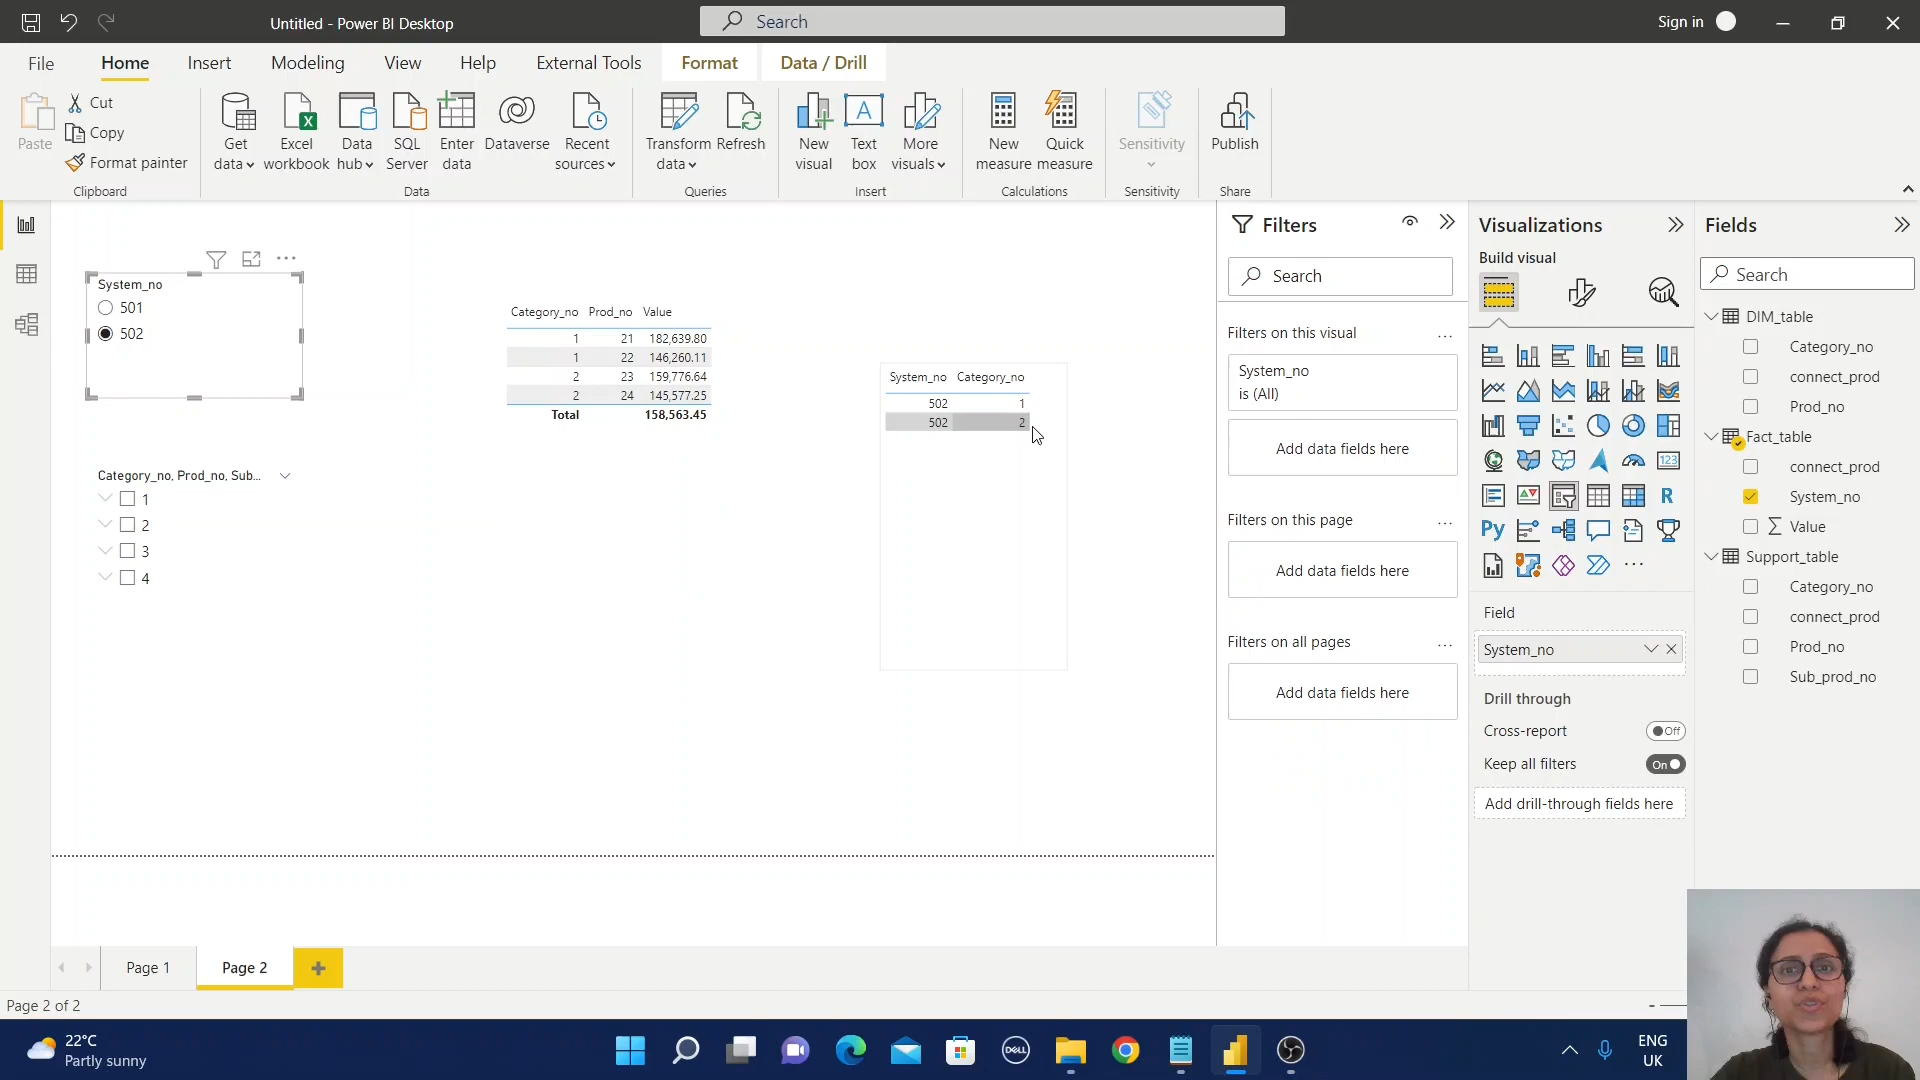 Untitled - Power BI Desktop
Search
Sign in
File
Home
Insert
Modeling
View
Help
External Tools
Format
Data / Drill
Paste
Cut
Copy
Format painter
Clipboard
Get data
Excel workbook
Data hub
SQL Server
Enter data
Dataverse
Recent sources
Data
Transform data
Refresh
Queries
New visual
Text box
More visuals
Insert
New measure
Quick measure
Calculations
Sensitivity
Sensitivity
Publish
Share
System_no
501
502
Category_no Prod_no Value
1 21 182,639.80
1 22 146,260.11
2 23 159,776.64
2 24 145,577.25
Total 158,563.45
System_no Category_no
502 1
502 2
Category_no, Prod_no, Sub...
1
2
3
4
Filters
Search
Filters on this visual
...
System_no
is (All)
Add data fields here
Filters on this page
...
Add data fields here
Filters on all pages
...
Add data fields here
Visualizations
Build visual
123
R
Py
...
Field
System_no
Drill through
Cross-report
Off
Keep all filters
On
Add drill-through fields here
Fields
Search
DIM_table
Category_no
connect_prod
Prod_no
Fact_table
connect_prod
System_no
Value
Support_table
Category_no
connect_prod
Prod_no
Sub_prod_no
Page 1
Page 2
+
Page 2 of 2
22°C
Partly sunny
DELL
ENG
UK